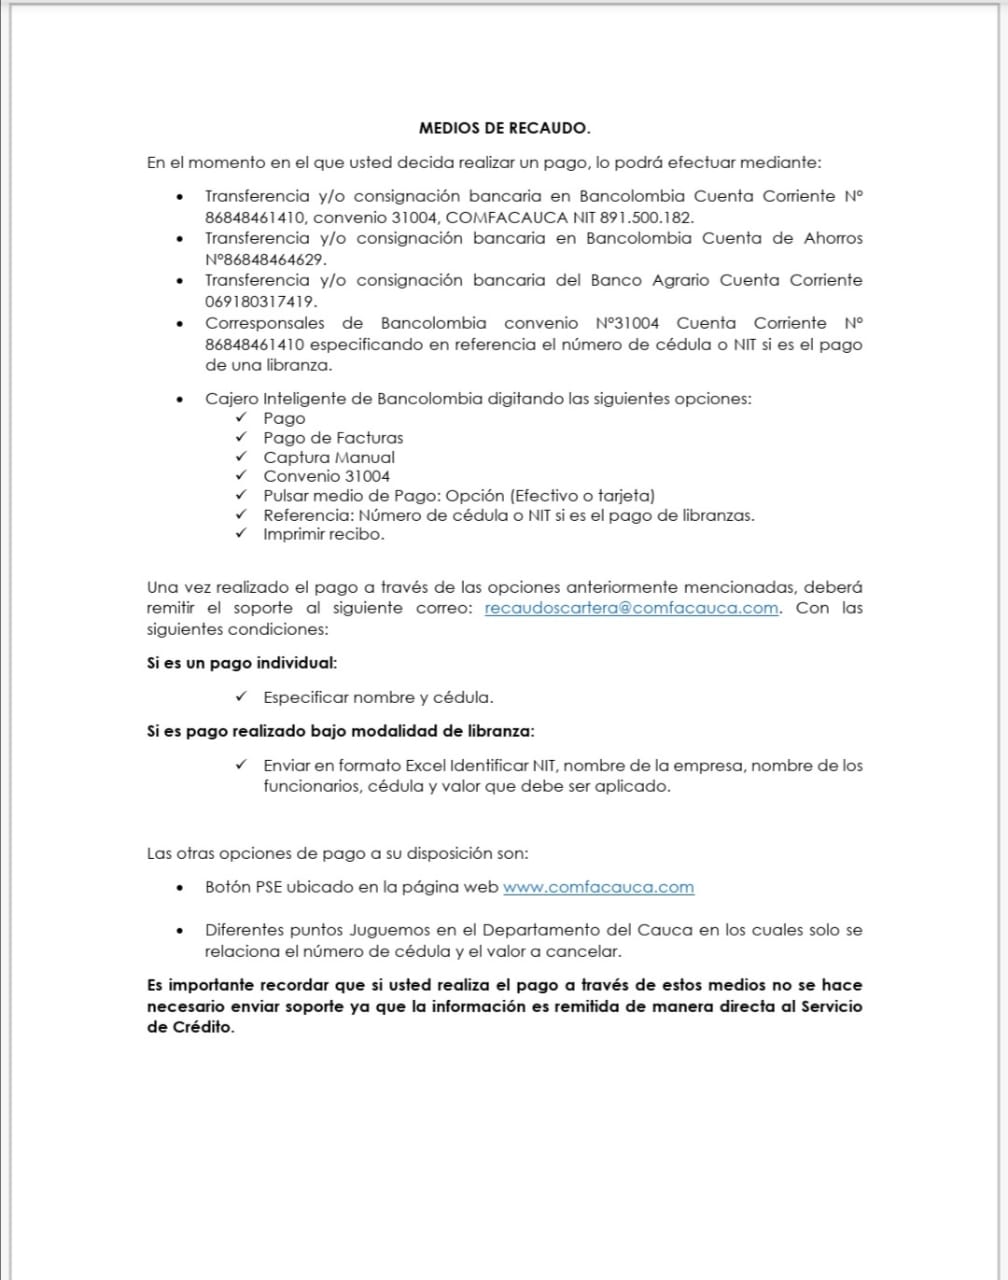 MEDIOS DE RECAUDO.
En el momento en el que usted decida realizar un pago, lo podrá efectuar mediante:
• Transferencia y/o consignación bancaria en Bancolombia Cuenta Corriente Nº
86848461410, convenio 31004, COMFACAUCA NIT 891.500.182.
• Transferencia y/o consignación bancaria en Bancolombia Cuenta de Ahorros
Nº86848464629.
• Transferencia y/o consignación bancaria del Banco Agrario Cuenta Corriente
069180317419.
• Corresponsales de Bancolombia convenio Nº31004 Cuenta Corriente Nº
86848461410 especificando en referencia el número de cédula o NIT si es el pago
de una libranza.
• Cajero Inteligente de Bancolombia digitando las siguientes opciones:
✓ Pago
✓ Pago de Facturas
✓ Captura Manual
✓ Convenio 31004
✓ Pulsar medio de Pago: Opción (Efectivo o tarjeta)
✓ Referencia: Número de cédula o NIT si es el pago de libranzas.
✓ Imprimir recibo.
Una vez realizado el pago a través de las opciones anteriormente mencionadas, deberá
remitir el soporte al siguiente correo: recaudoscartera@comfacauca.com. Con las
siguientes condiciones:
Si es un pago individual:
✓ Especificar nombre y cédula.
Si es pago realizado bajo modalidad de libranza:
✓ Enviar en formato Excel Identificar NIT, nombre de la empresa, nombre de los
funcionarios, cédula y valor que debe ser aplicado.
Las otras opciones de pago a su disposición son:
• Botón PSE ubicado en la página web www.comfacauca.com
• Diferentes puntos Juguemos en el Departamento del Cauca en los cuales solo se
relaciona el número de cédula y el valor a cancelar.
Es importante recordar que si usted realiza el pago a través de estos medios no se hace
necesario enviar soporte ya que la información es remitida de manera directa al Servicio
de Crédito.